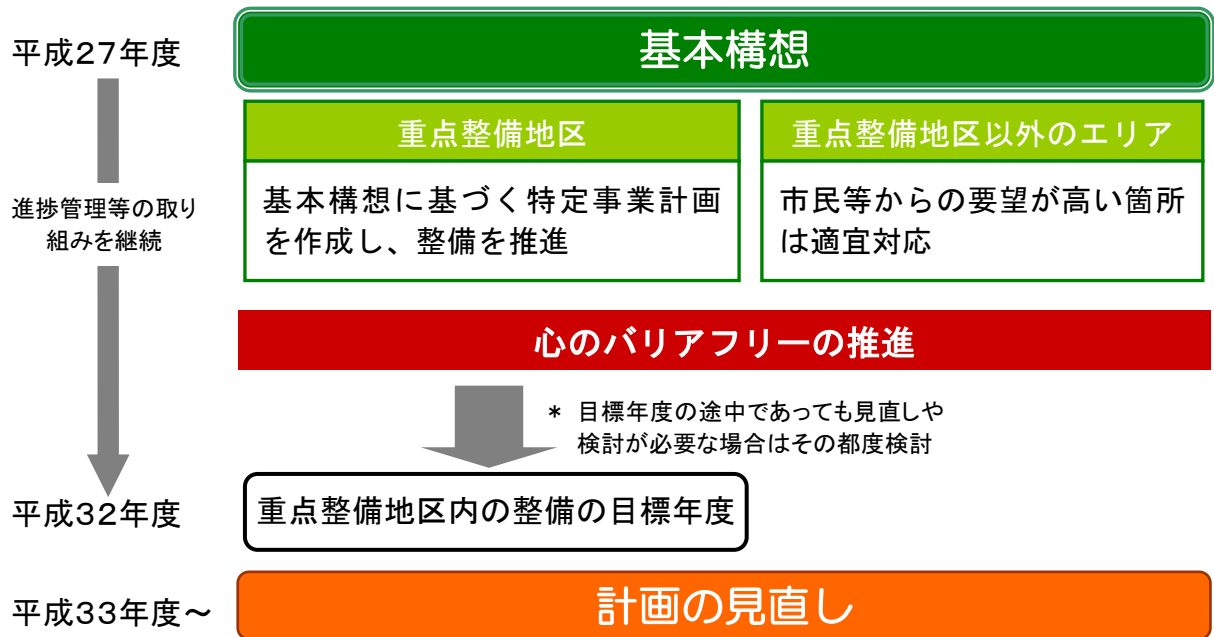 平成27年度
基本構想
重点整備地区
基本構想に基づく特定事業計画
を作成し、整備を推進
重点整備地区以外のエリア
市民等からの要望が高い箇所
は適宜対応
進捗管理等の取り
組みを継続
心のバリアフリーの推進
* 目標年度の途中であっても見直しや
検討が必要な場合はその都度検討
平成32年度
重点整備地区内の整備の目標年度
平成33年度～
計画の見直し